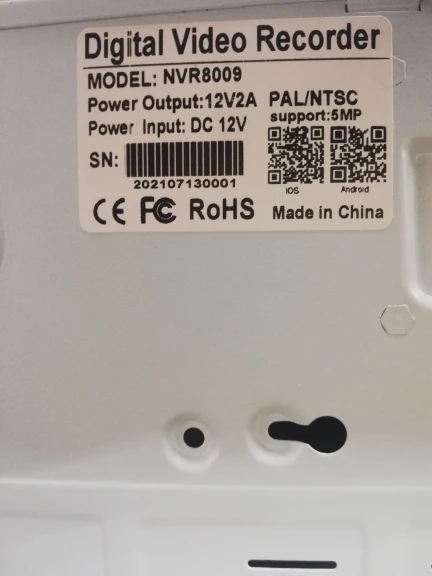 Digital Video Recorder
MODEL: NVR8009
Power Output:12V2A PAL/NTSC
Power Input: DC 12V support:5MP
SN:
202107130001
iOS Android
CE FC RoHS Made in China